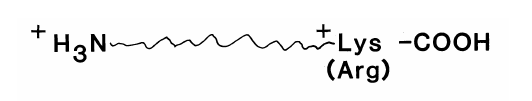 + H₃N + Lys -COOH
(Arg)